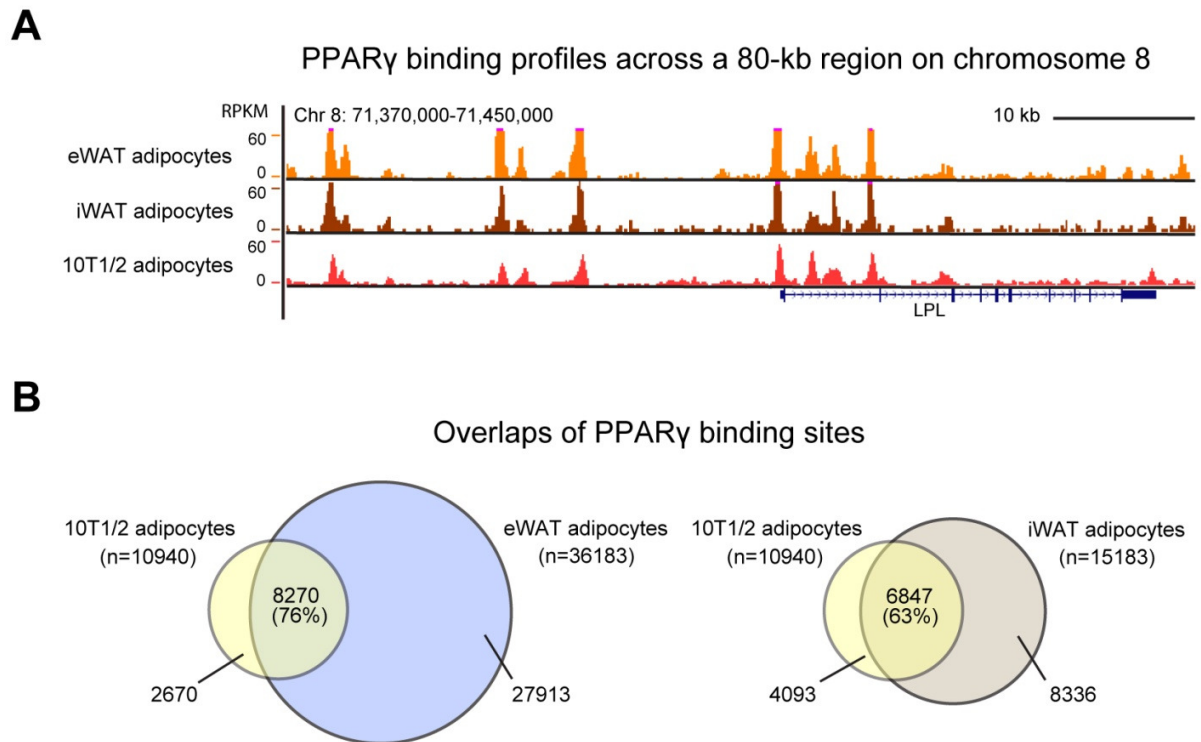 A
PPARγ binding profiles across a 80-kb region on chromosome 8
RPKM
Chr 8: 71,370,000-71,450,000
10 kb
60
eWAT adipocytes
0
60
iWAT adipocytes
0
60
10T1/2 adipocytes
0
LPL
B
Overlaps of PPARγ binding sites
10T1/2 adipocytes
(n=10940)
eWAT adipocytes
(n=36183)
8270
(76%)
2670
27913
10T1/2 adipocytes
(n=10940)
iWAT adipocytes
(n=15183)
6847
(63%)
4093
8336